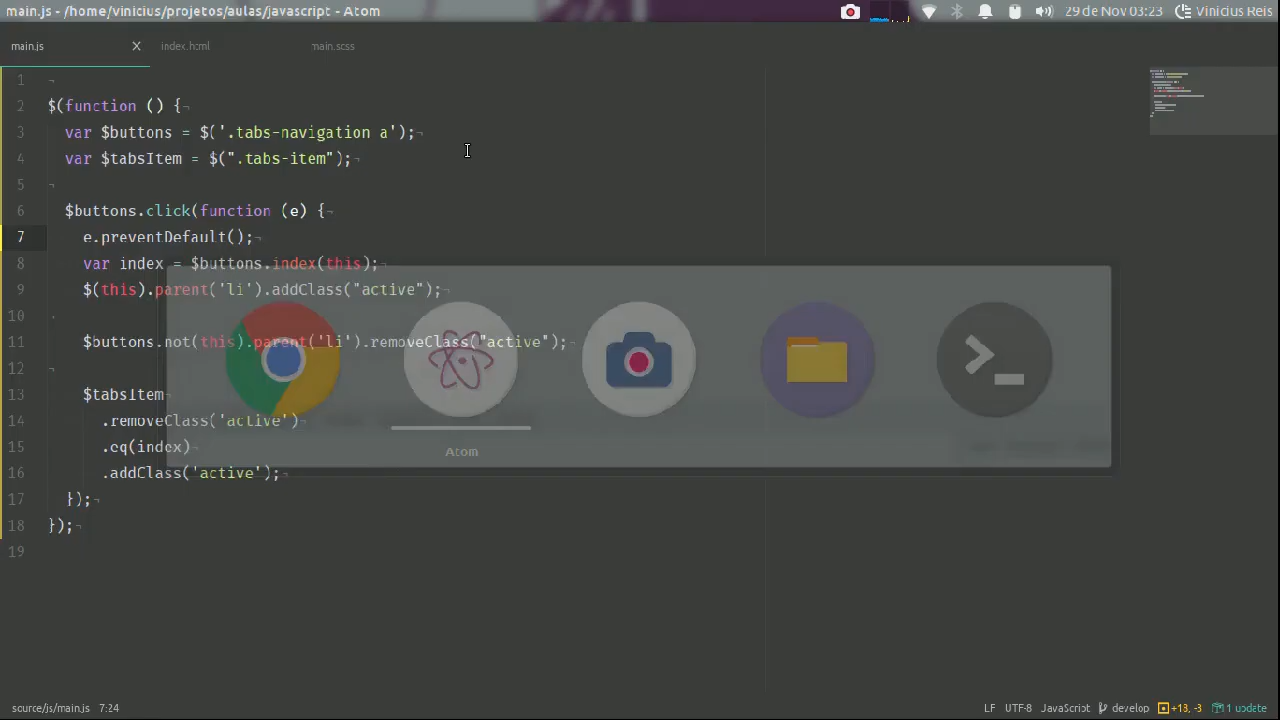 main.js - /home/vinicius/projetos/aulas/javascript - Atom
29 de Nov 03:23 Vinicius Reis
main.js X index.html main.scss
1
2 $(function () {
3 var $buttons = $('.tabs-navigation a');
4 var $tabsItem = $(".tabs-item");
5
6 $buttons.click(function (e) {
7 e.preventDefault();
8 var index = $buttons.index(this);
9 $(this).parent('li').addClass("active");
10
11 $buttons.not(this).parent('li').removeClass("active");
12
13 $tabsItem
14 .removeClass('active')
15 .eq(index)
16 .addClass('active');
17 });
18 });
19
Atom
source/js/main.js 7:24 LF UTF-8 JavaScript develop +18, -3 1 update